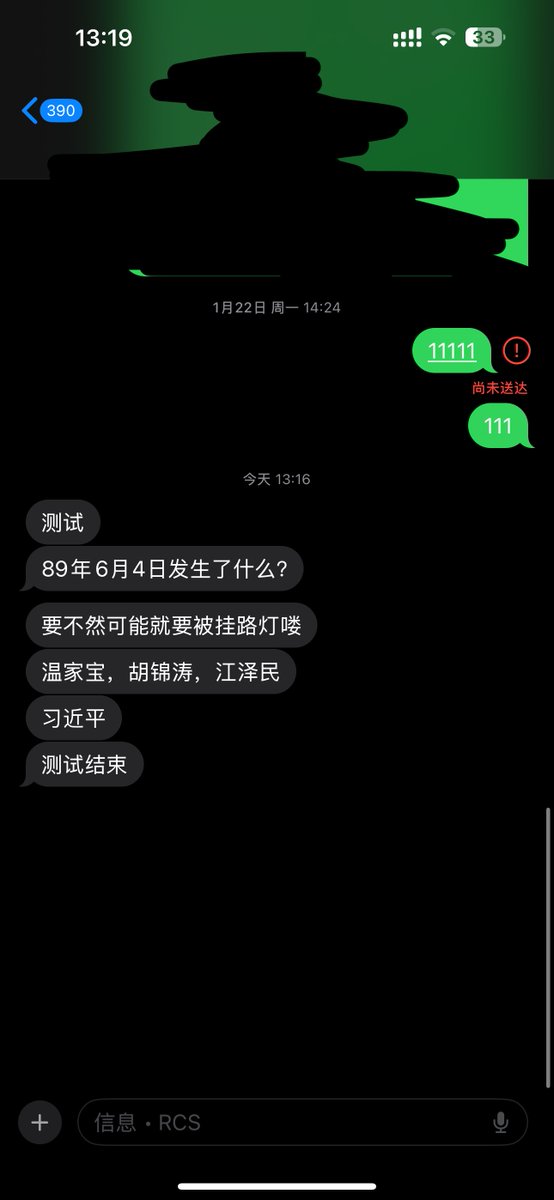 13:19
33
390
1月22日 周一 14:24
11111
!
尚未送达
111
今天 13:16
测试
89年6月4日发生了什么?
要不然可能就要被挂路灯喽
温家宝，胡锦涛，江泽民
习近平
测试结束
信息 • RCS